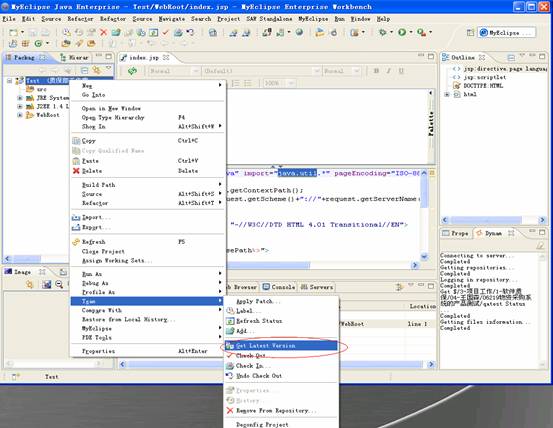 MyEclipse Java Enterprise - Test/WebRoot/index.jsp - MyEclipse Enterprise Workbench
File Edit Source Refactor Refactor Source Navigate Search Project SAW Standalone MyEclipse Run Window Help
MyEclipse ...
Packag
Hierar
index.jsp
Outline
Normal
(Default)
Normal
B I U
100%
Test
src
JRE System
J2EE 1.4 L
WebRoot
New
Go Into
Open in New Window
Open Type Hierarchy F4
Show In Alt+Shift+W
Copy Ctrl+C
Copy Qualified Name
Paste Ctrl+V
Delete Delete
Build Path
Source Alt+Shift+S
Refactor Alt+Shift+T
Import...
Export...
Refresh F5
Close Project
Assign Working Sets...
Run As
Debug As
Profile As
Team
Compare With
Restore from Local History...
MyEclipse
PDE Tools
Properties Alt+Enter
Palette
ava" import="java.util.*" pageEncoding="ISO-88
.getContextPath();
quest.getScheme()+"://"+request.getServerName(
"-//W3C//DTD HTML 4.01 Transitional//EN">
sePath%>">
jsp:directive.page languag
jsp:scriptlet
DOCTYPE:HTML
html
Props
Dynam
Connecting to server...
Completed
Getting repositories...
Completed
Logging in repository...
Completed
Get $/3-项目工作/1-软件质
保/04-王国森/06219物资采购系
统的产品测试/qatest Status
Completed
Getting files information...
Completed
Image
b Browser
Console
Servers
Location
/WebRoot
line 1
Apply Patch...
Label...
Refresh Status
Add...
Get Latest Version
Check Out...
Check In...
Undo Check Out
Properties...
History...
Remove From Repository...
Deconfig Project
Test